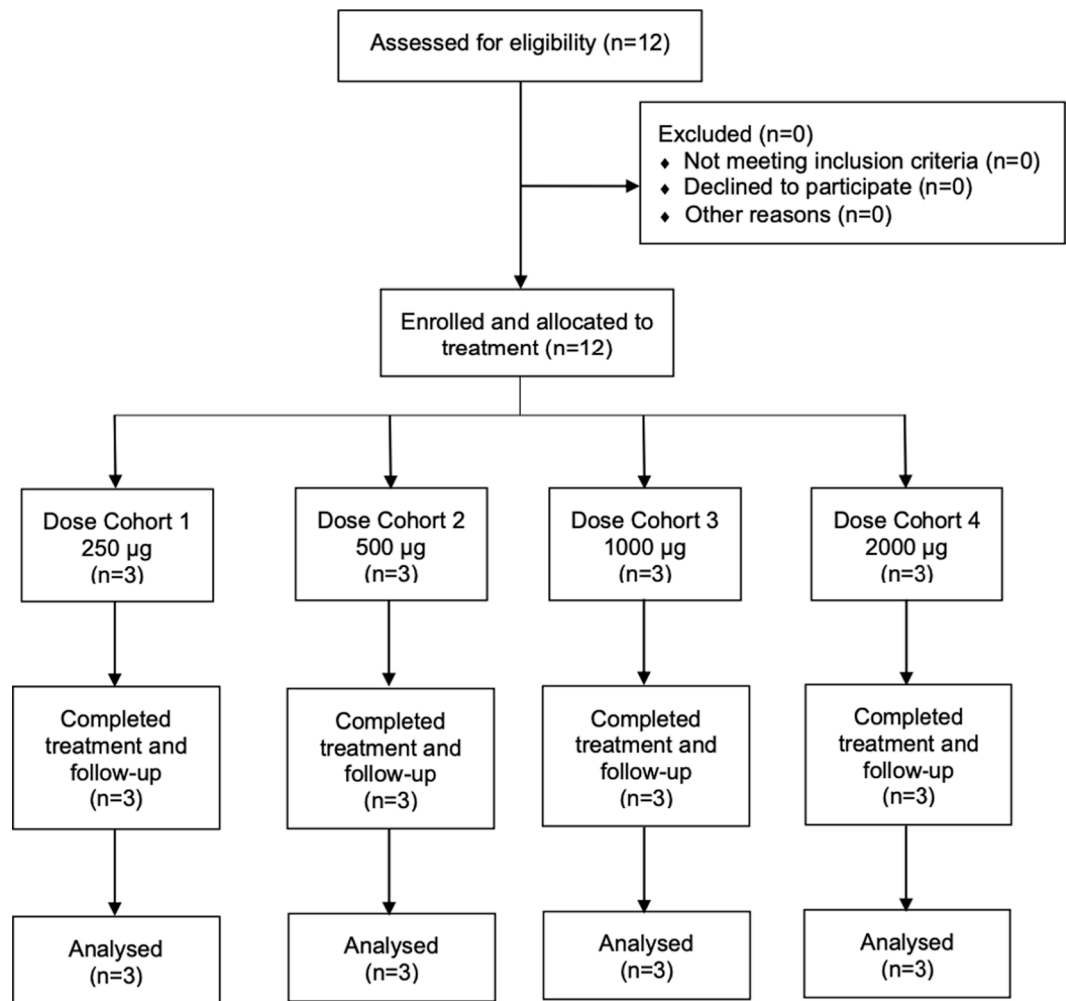 Assessed for eligibility (n=12)
Excluded (n=0)
♦ Not meeting inclusion criteria (n=0)
♦ Declined to participate (n=0)
♦ Other reasons (n=0)
Enrolled and allocated to
treatment (n=12)
Dose Cohort 1
250 µg
(n=3)
Dose Cohort 2
500 µg
(n=3)
Dose Cohort 3
1000 µg
(n=3)
Dose Cohort 4
2000 µg
(n=3)
Completed
treatment and
follow-up
(n=3)
Completed
treatment and
follow-up
(n=3)
Completed
treatment and
follow-up
(n=3)
Completed
treatment and
follow-up
(n=3)
Analysed
(n=3)
Analysed
(n=3)
Analysed
(n=3)
Analysed
(n=3)